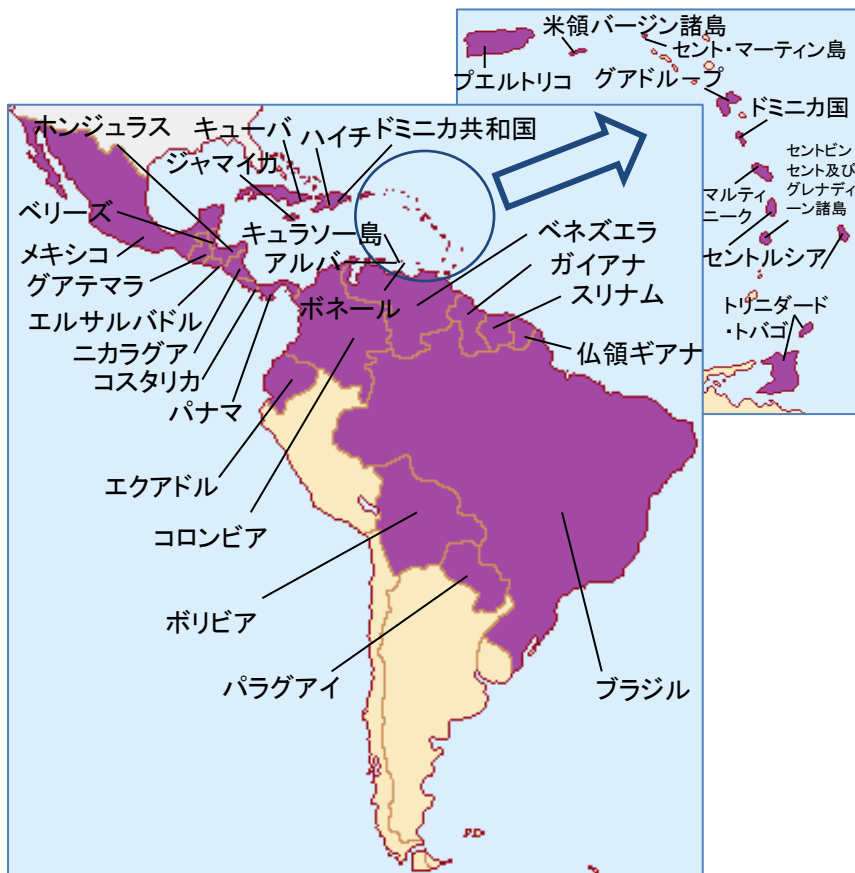 米領バージン諸島
セント・マーティン島
プエルトリコ
グアドループ
ドミニカ国
セントビン
セント及び
グレナディ
ーン諸島
マルティ
ニーク
セントルシア
トリニダード
・トバゴ
ホンジュラス
キューバ
ハイチ
ドミニカ共和国
ジャマイカ
ベリーズ
キュラソー島
ベネズエラ
メキシコ
アルバ
ガイアナ
グアテマラ
スリナム
エルサルバドル
ボネール
ニカラグア
仏領ギアナ
コスタリカ
パナマ
エクアドル
コロンビア
ボリビア
パラグアイ
ブラジル